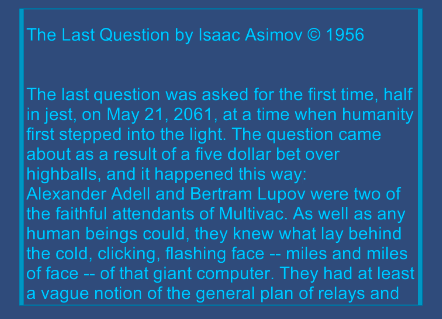 The Last Question by Isaac Asimov © 1956
The last question was asked for the first time, half
in jest, on May 21, 2061, at a time when humanity
first stepped into the light. The question came
about as a result of a five dollar bet over
highballs, and it happened this way:
Alexander Adell and Bertram Lupov were two of
the faithful attendants of Multivac. As well as any
human beings could, they knew what lay behind
the cold, clicking, flashing face -- miles and miles
of face -- of that giant computer. They had at least
a vague notion of the general plan of relays and